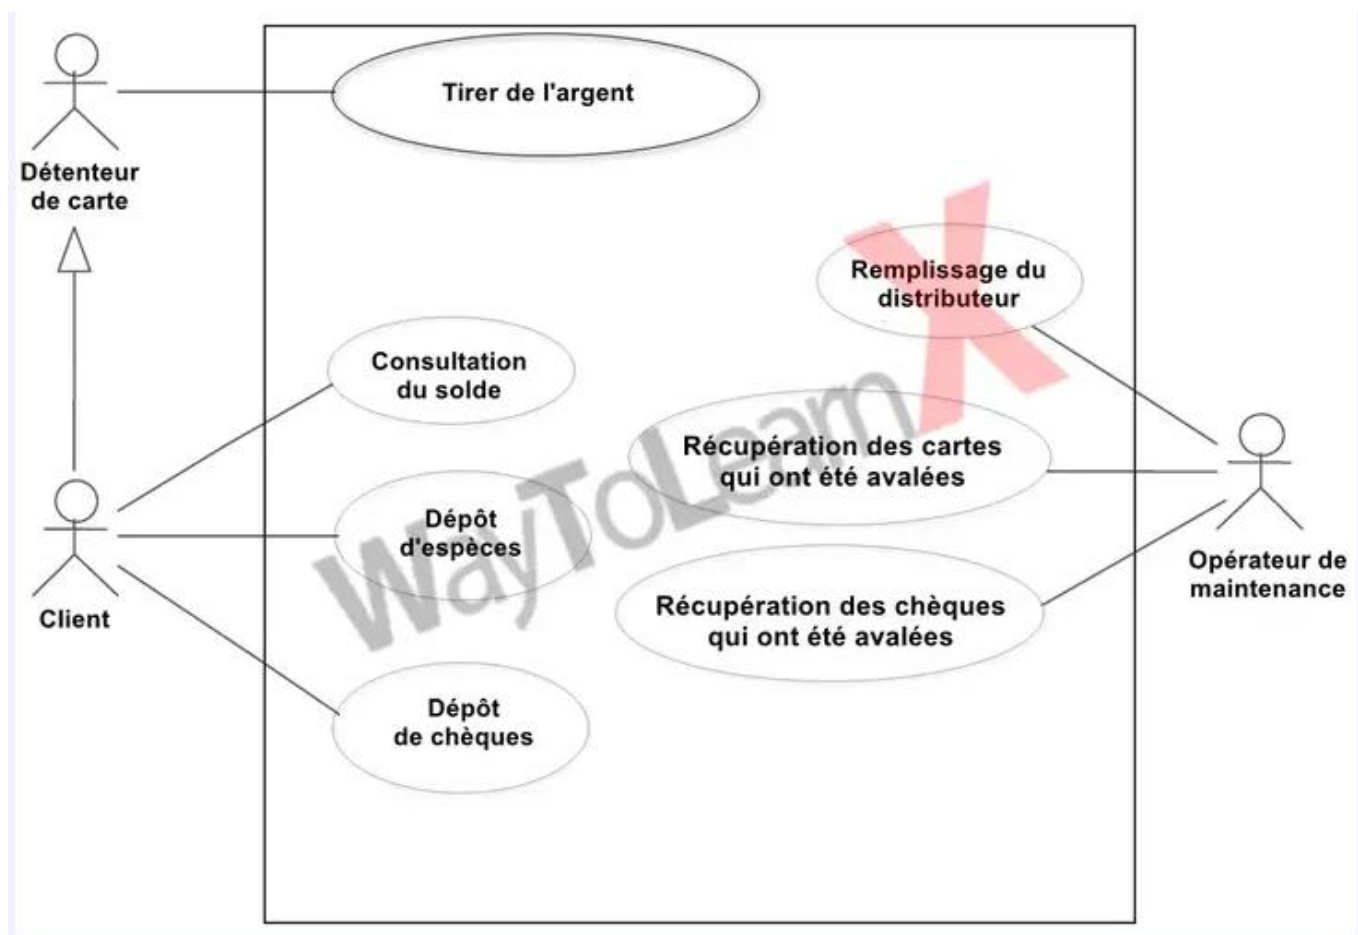 Tirer de l'argent
Détenteur
de carte
Remplissage du
distributeur
Consultation
du solde
Récupération des cartes
qui ont été avalées
Dépôt
d'espèces
Opérateur de
maintenance
Client
Récupération des chèques
qui ont été avalées
Dépôt
de chèques
WayToLearnX